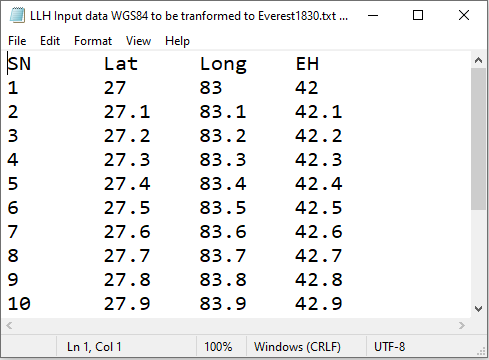 LLH Input data WGS84 to be tranformed to Everest1830.txt ...
File Edit Format View Help
SN Lat Long EH
1 27 83 42
2 27.1 83.1 42.1
3 27.2 83.2 42.2
4 27.3 83.3 42.3
5 27.4 83.4 42.4
6 27.5 83.5 42.5
7 27.6 83.6 42.6
8 27.7 83.7 42.7
9 27.8 83.8 42.8
10 27.9 83.9 42.9
Ln 1, Col 1 100% Windows (CRLF) UTF-8